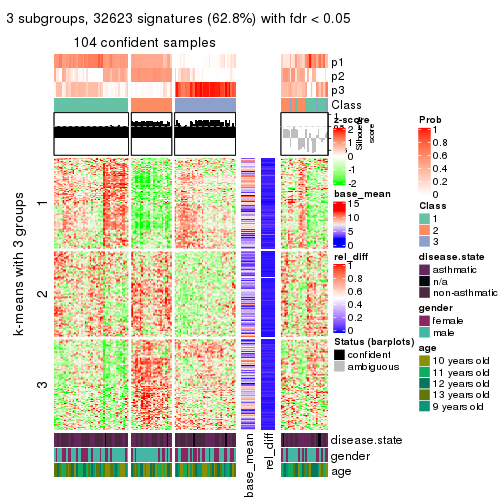 3 subgroups, 32623 signatures (62.8%) with fdr < 0.05
104 confident samples
p1
p2
p3
Class
Silhouette
score
k-means with 3 groups
1
2
3
base_mean
rel_diff
disease.state
gender
age
z-score
2
1
0
-1
-2
base_mean
15
10
5
0
rel_diff
1
0.8
0.6
0.4
0.2
0
Status (barplots)
confident
ambiguous
Prob
1
0.8
0.6
0.4
0.2
0
Class
1
2
3
disease.state
asthmatic
n/a
non-asthmatic
gender
female
male
age
10 years old
11 years old
12 years old
13 years old
9 years old